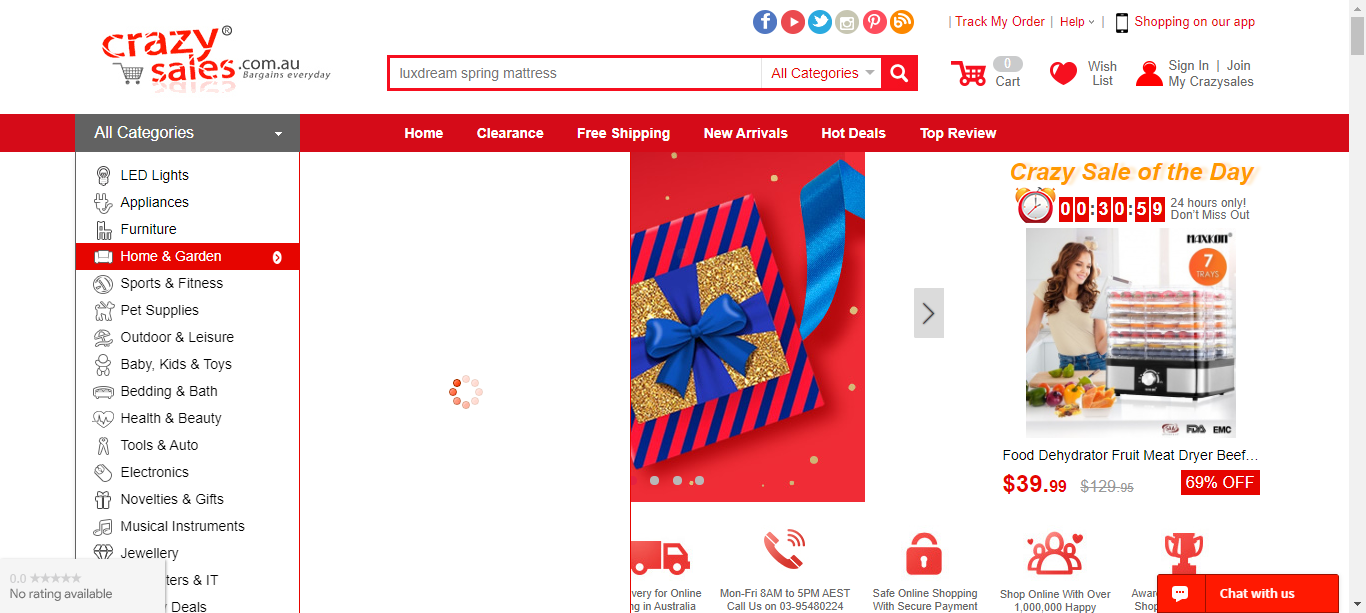 | Track My Order | Help | Shopping on our app
crazy
sales.com.au
®
Bargains everyday
luxdream spring mattress
All Categories
0
Cart
Wish
List
Sign In | Join
My Crazysales
All Categories
Home
Clearance
Free Shipping
New Arrivals
Hot Deals
Top Review
LED Lights
Appliances
Furniture
Home & Garden
Sports & Fitness
Pet Supplies
Outdoor & Leisure
Baby, Kids & Toys
Bedding & Bath
Health & Beauty
Tools & Auto
Electronics
Novelties & Gifts
Musical Instruments
Jewellery
ters & IT
Deals
0.0 ★★★★★
No rating available
Crazy Sale of the Day
00:30:59
24 hours only!
Don't Miss Out
MAXKON®
7
TRAYS
SAA FDA EMC
Food Dehydrator Fruit Meat Dryer Beef…
$39.99 $129.95 69% OFF
very for Online
ng in Australia
Mon-Fri 8AM to 5PM AEST
Call Us on 03-95480224
Safe Online Shopping
With Secure Payment
Shop Online With Over
1,000,000 Happy
Awar
Shop
Chat with us